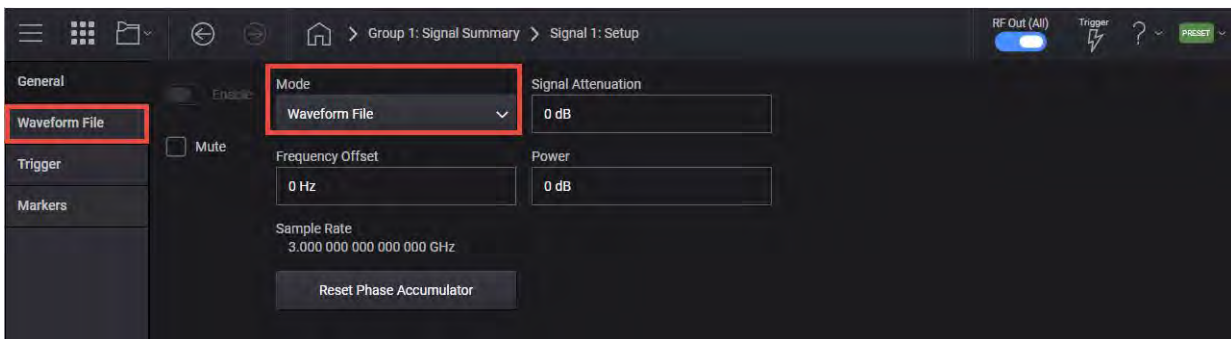 Group 1: Signal Summary > Signal 1: Setup
RF Out (All)
Trigger
?
PRESET
General
Waveform File
Trigger
Markers
Enable
Mute
Mode
Waveform File
Signal Attenuation
0 dB
Frequency Offset
0 Hz
Power
0 dB
Sample Rate
3.000 000 000 000 000 GHz
Reset Phase Accumulator